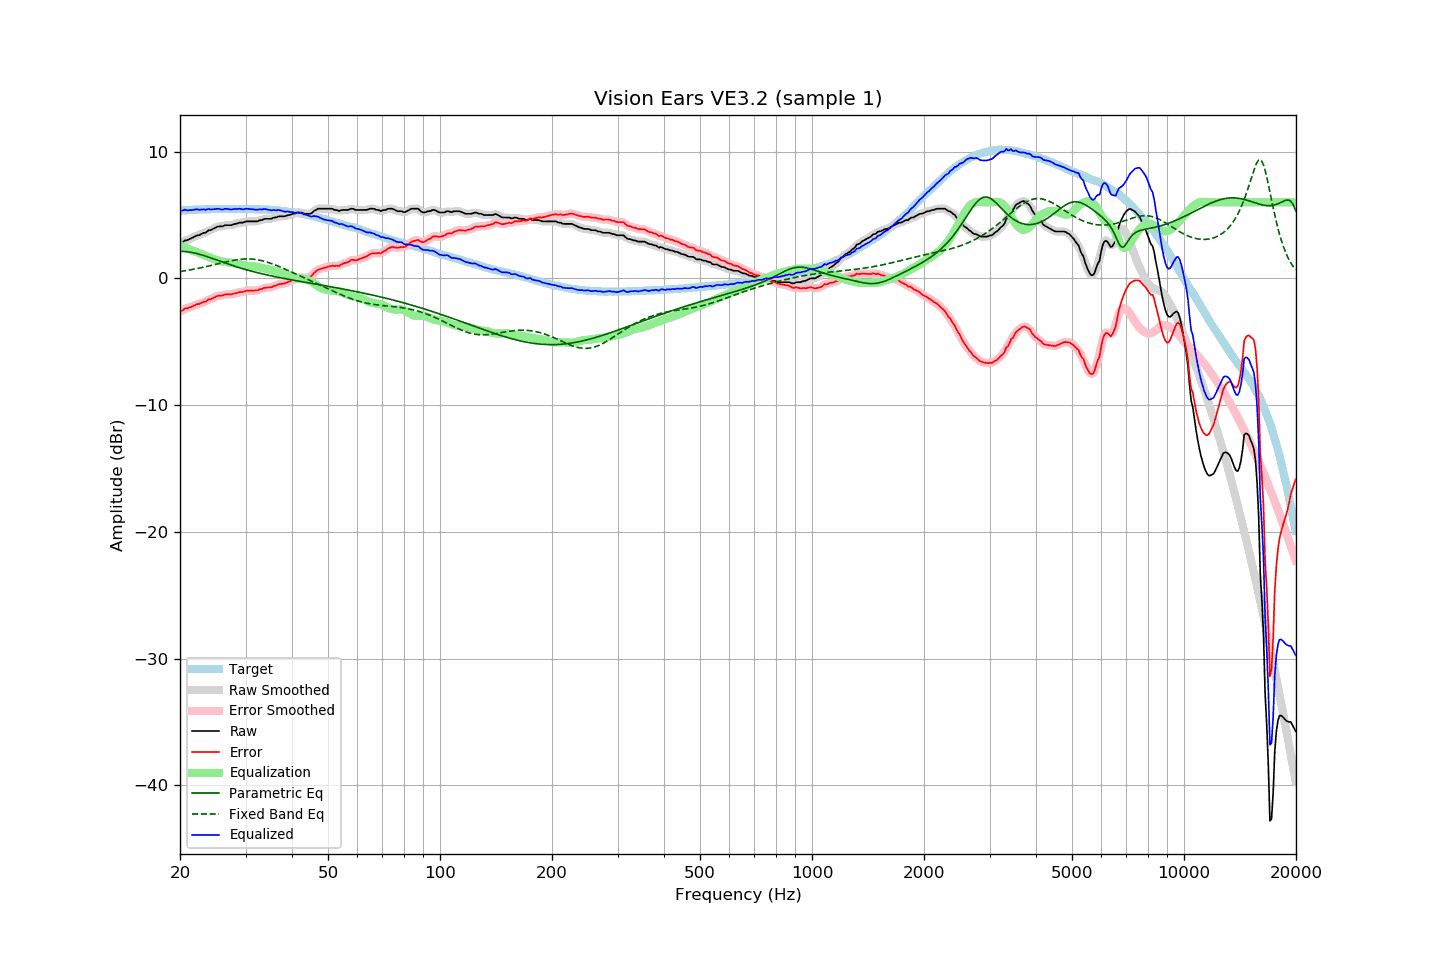 Vision Ears VE3.2 (sample 1)
Amplitude (dBr)
10
0
−10
−20
−30
−40
Target
Raw Smoothed
Error Smoothed
Raw
Error
Equalization
Parametric Eq
Fixed Band Eq
Equalized
20 50 100 200 500 1000 2000 5000 10000 20000
Frequency (Hz)